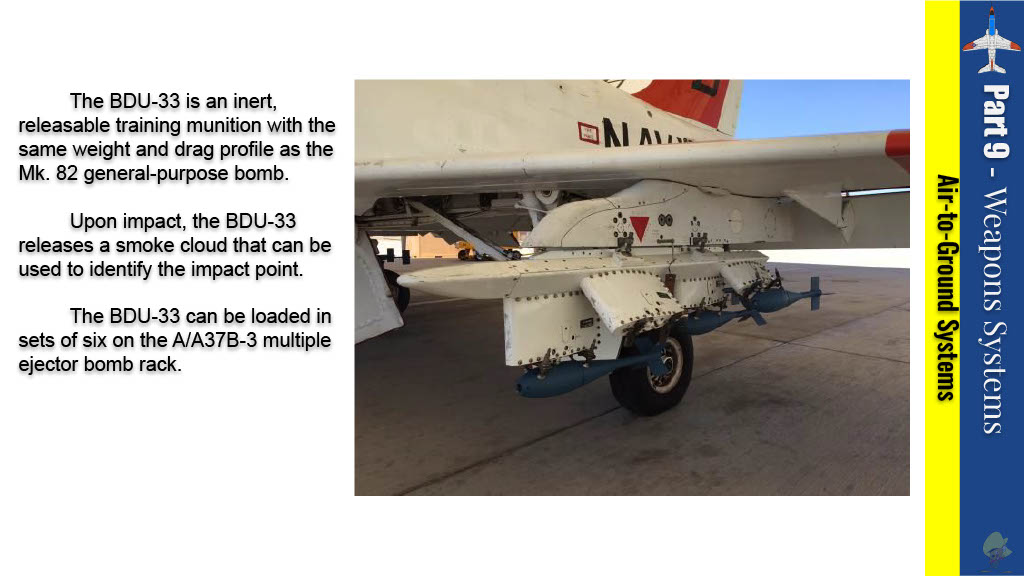 The BDU-33 is an inert,
releasable training munition with the
same weight and drag profile as the
Mk. 82 general-purpose bomb.
Upon impact, the BDU-33
releases a smoke cloud that can be
used to identify the impact point.
The BDU-33 can be loaded in
sets of six on the A/A37B-3 multiple
ejector bomb rack.
Part 9 - Weapons Systems
Air-to-Ground Systems